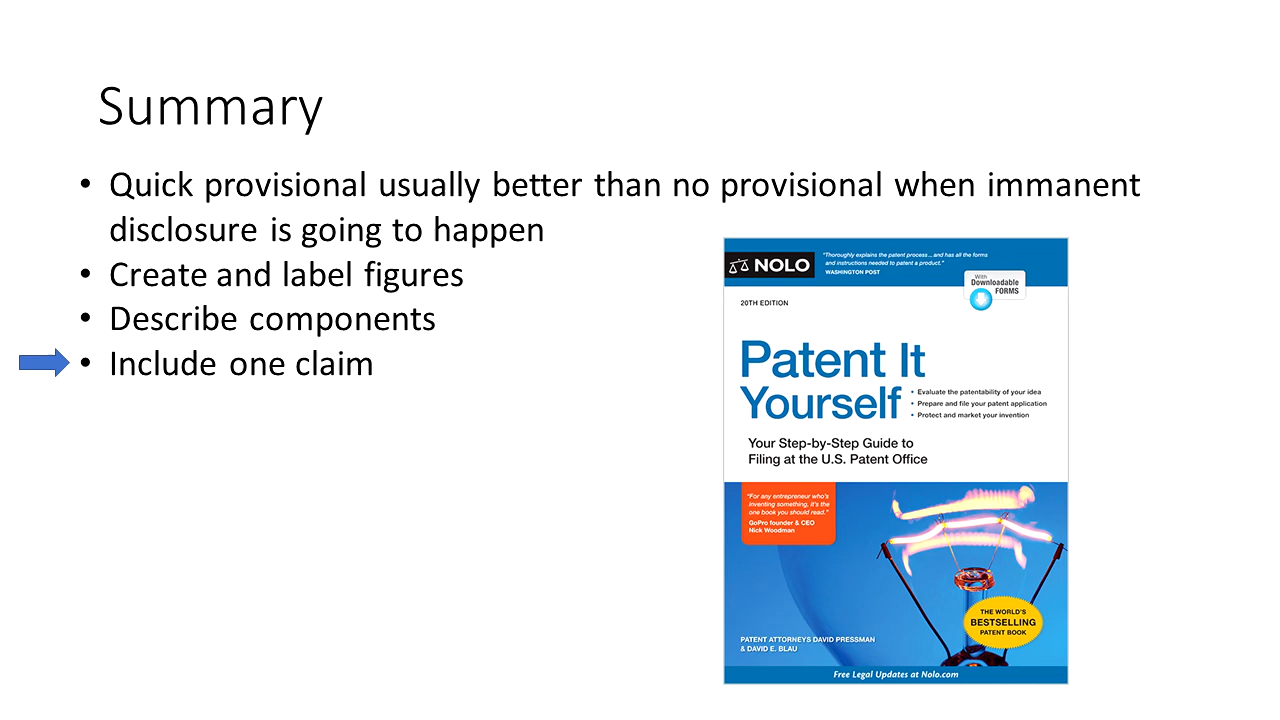 Summary
• Quick provisional usually better than no provisional when immanent
disclosure is going to happen
• Create and label figures
• Describe components
• Include one claim
NOLO
"Thoroughly explains the patent process...and has all the forms
and instructions needed to patent a product."
WASHINGTON POST
With
Downloadable
FORMS
20TH EDITION
Patent It
Yourself
• Evaluate the patentability of your idea
• Prepare and file your patent application
• Protect and market your invention
Your Step-by-Step Guide to
Filing at the U.S. Patent Office
"For any entrepreneur who's
inventing something, it's the
one book you should read."
GoPro founder & CEO
Nick Woodman
THE WORLD'S
BESTSELLING
PATENT BOOK
PATENT ATTORNEYS DAVID PRESSMAN
& DAVID E. BLAU
Free Legal Updates at Nolo.com